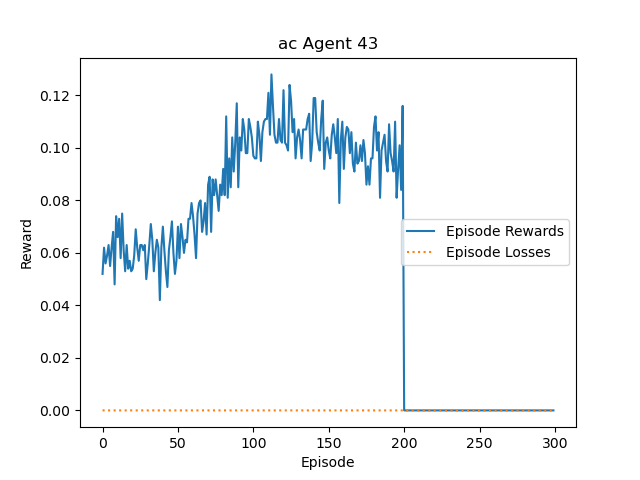 ac Agent 43
0.12
0.10
0.08
0.06
0.04
0.02
0.00
Reward
Episode Rewards
Episode Losses
0 50 100 150 200 250 300
Episode